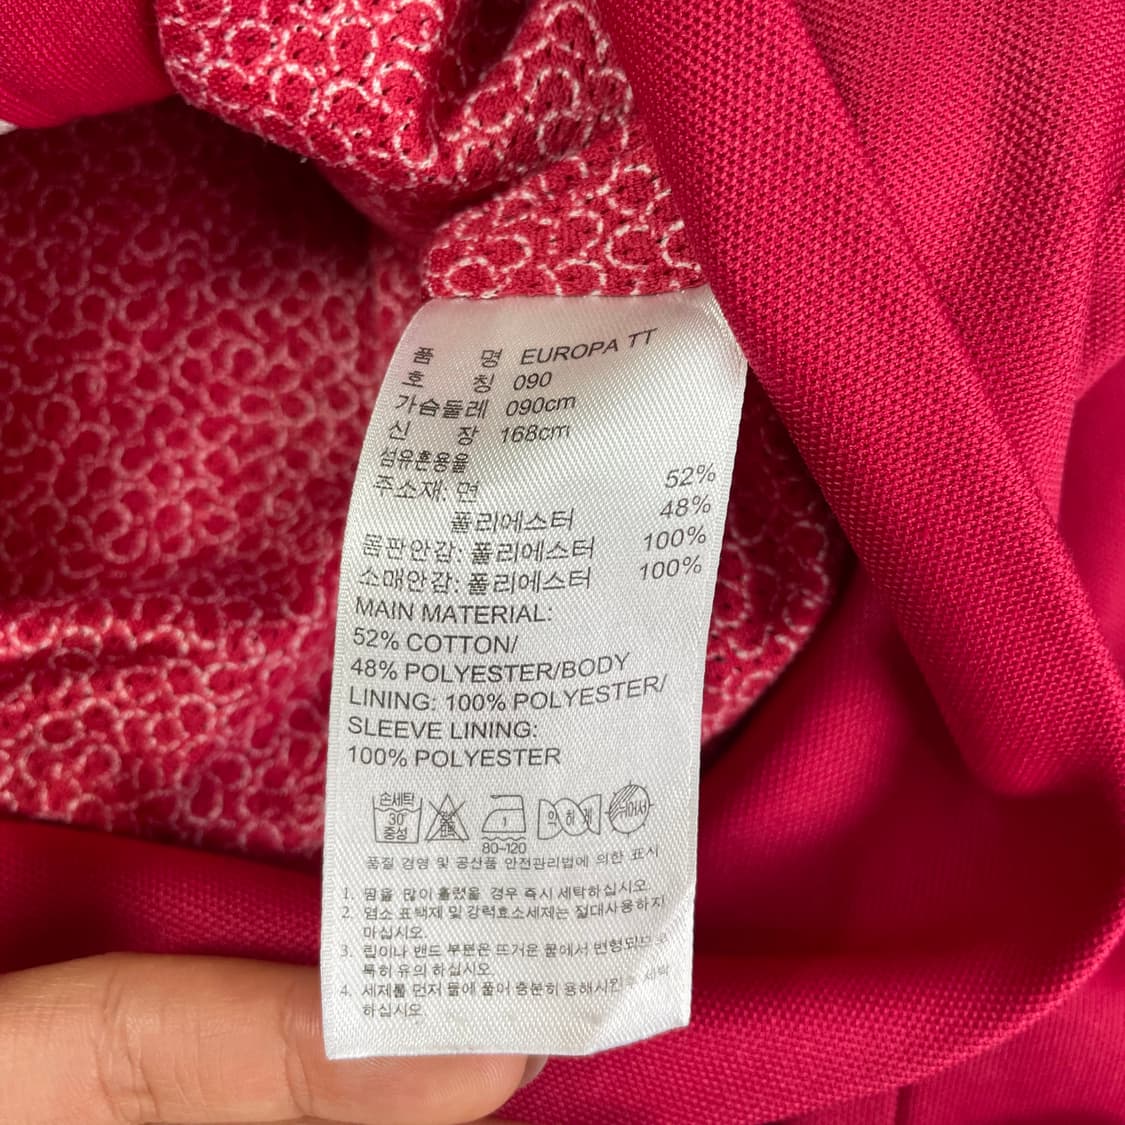 품 명 EUROPA TT
호 칭 090
가슴둘레 090cm
신 장 168cm
섬유혼용율
주소재: 면 52%
폴리에스터 48%
몸판안감: 폴리에스터 100%
소매안감: 폴리에스터 100%
MAIN MATERIAL:
52% COTTON/
48% POLYESTER/BODY
LINING: 100% POLYESTER/
SLEEVE LINING:
100% POLYESTER
손세탁
30°
중성
80-120
품질 경영 및 공산품 안전관리법에 의한 표시
1. 땀을 많이 흘렸을 경우 즉시 세탁하십시오.
2. 염소 표백제 및 강력효소세제는 절대사용하지
마십시오.
3. 립이나 밴드 부분은 뜨거운 물에서
특히 유의 하십시오.
4. 세제를 먼저 물에 풀어 충분히 용해시킨후 세탁
하십시오.